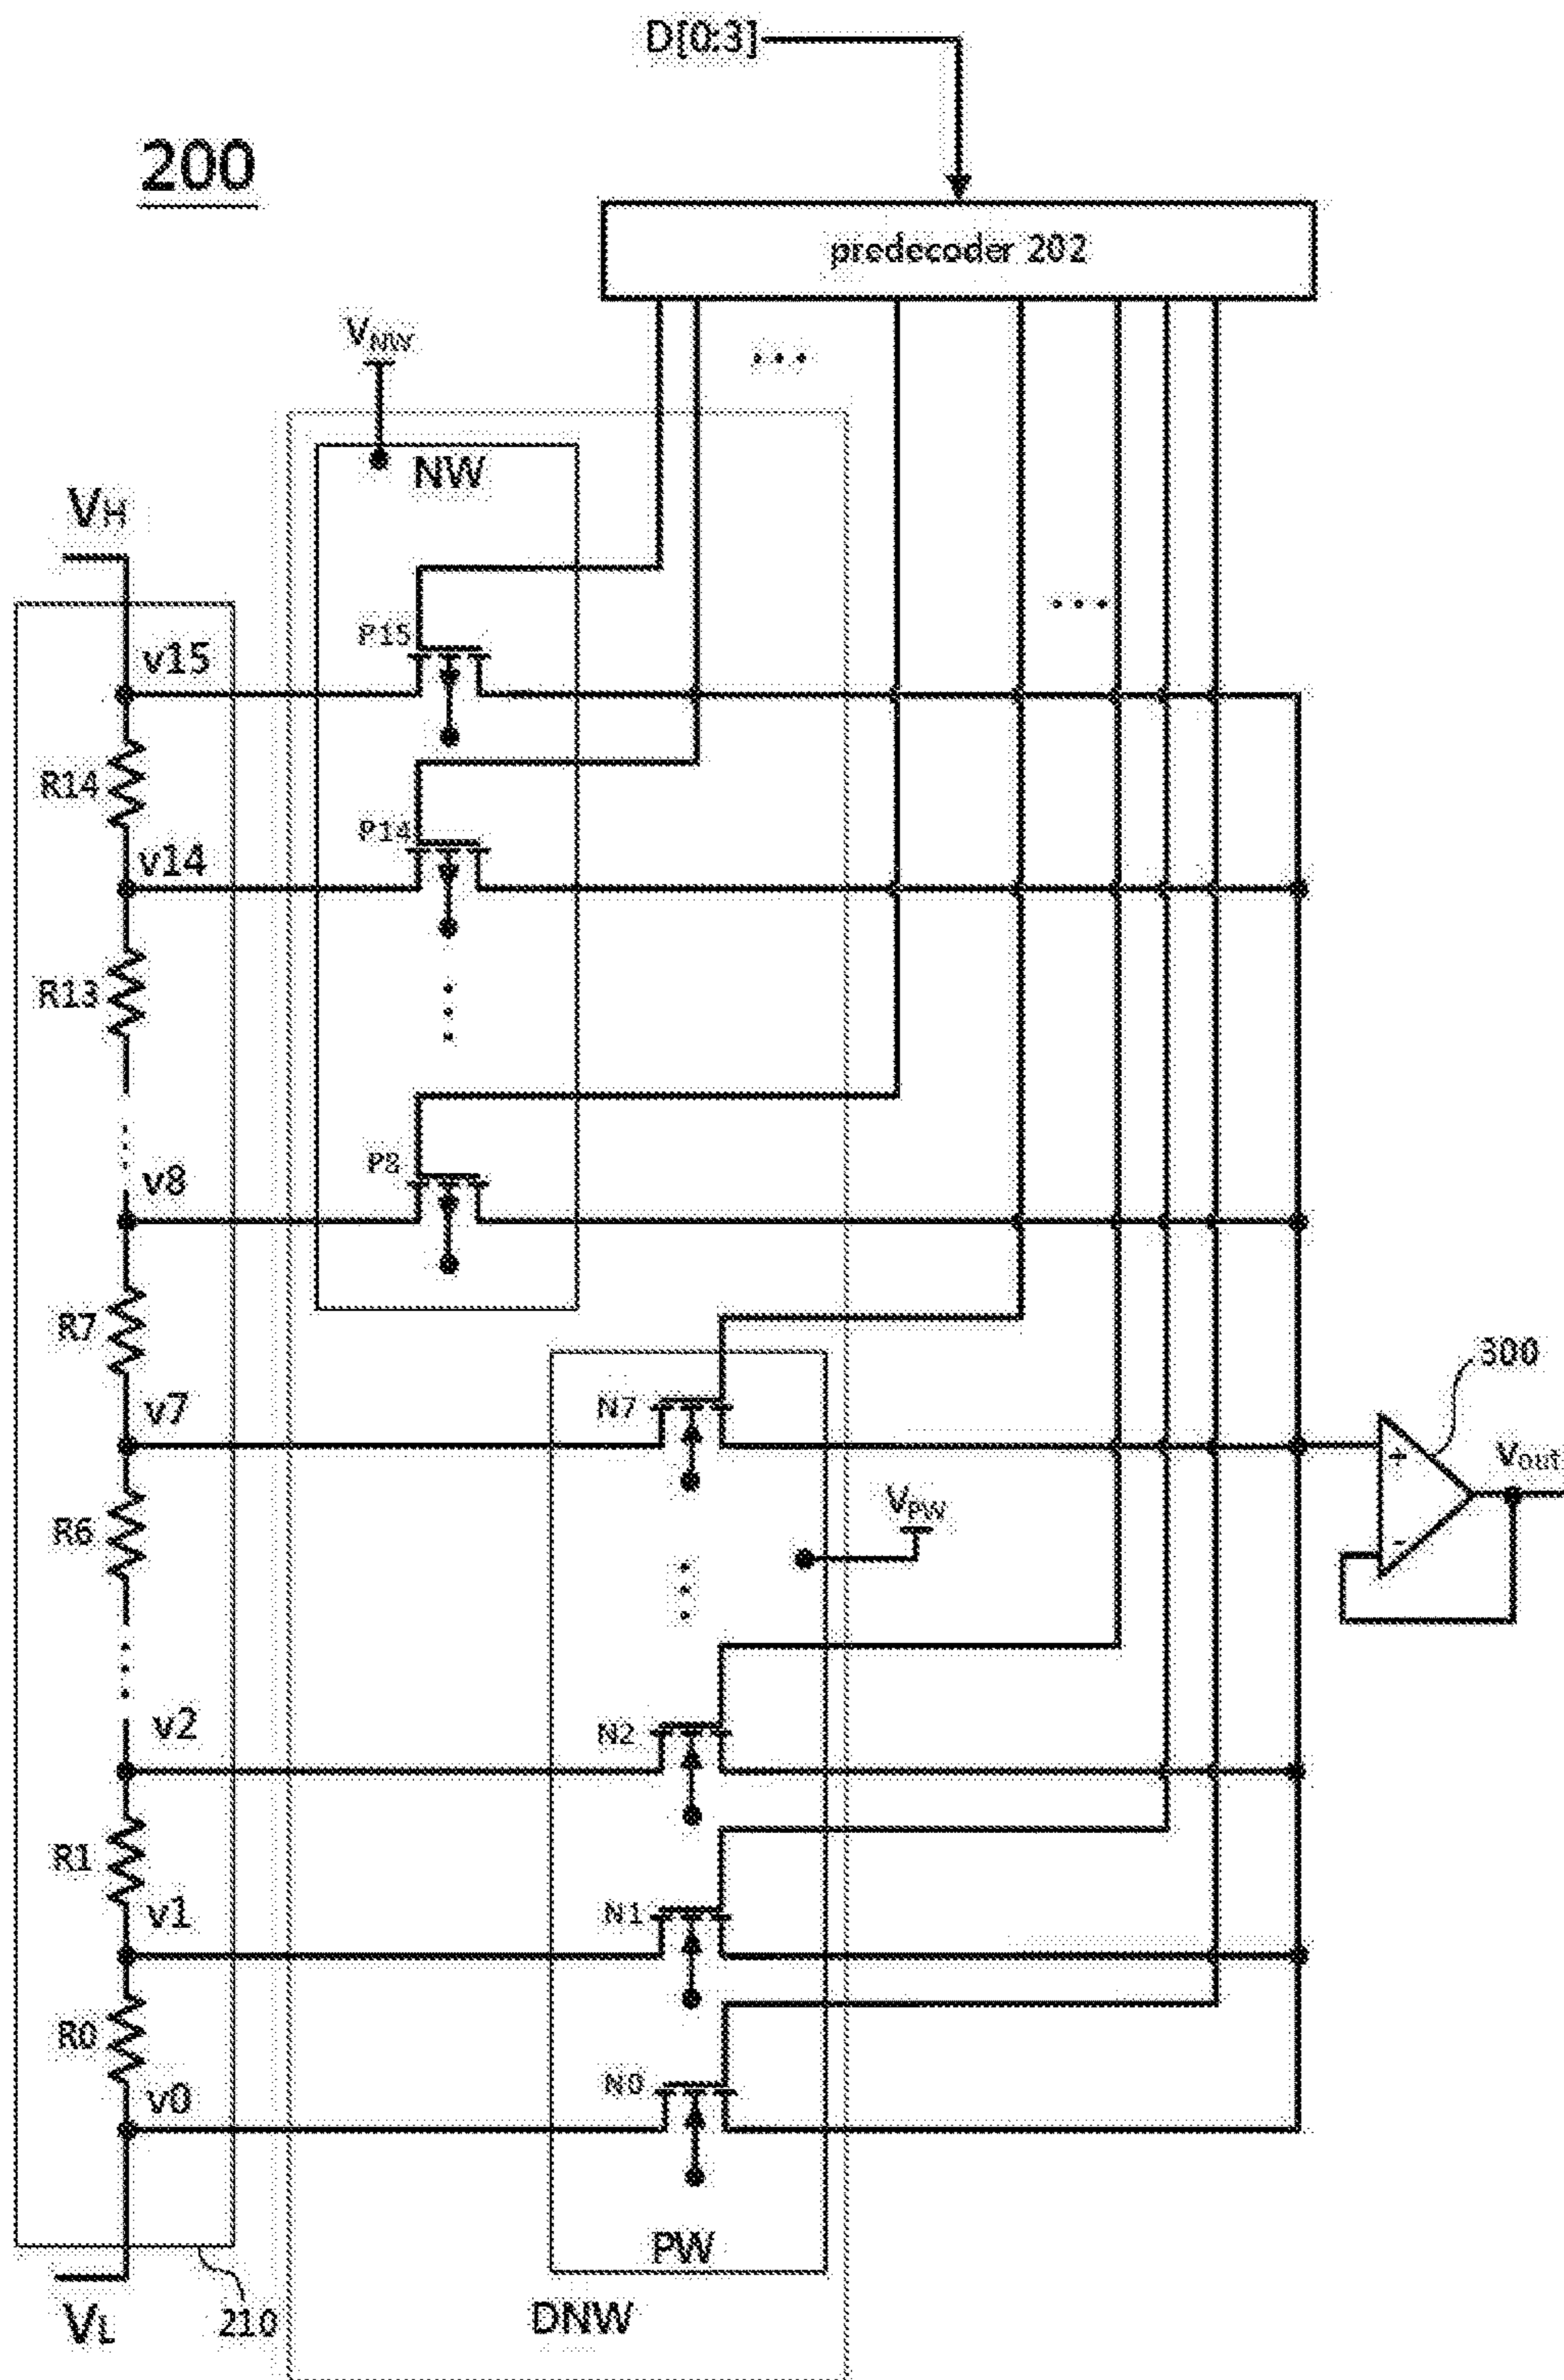 D[0:3]
200
predecoder 202
VNW
...
NW
VH
P15
...
v15
R14
P14
v14
R13
P8
v8
R7
300
N7
v7
Vout
+
VPW
R6
-
N2
v2
R1
N1
v1
R0
N0
v0
PW
DNW
210
VL